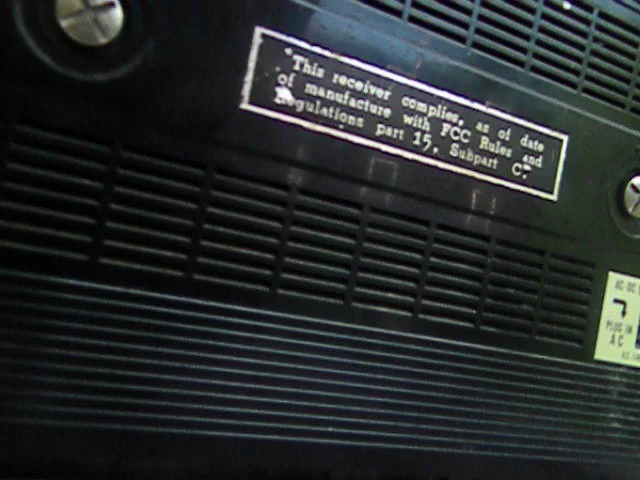 "This receiver complies, as of date
of manufacture with FCC Rules and
Regulations part 15, Subpart C."
AC-DC
PLUG-IN
AC